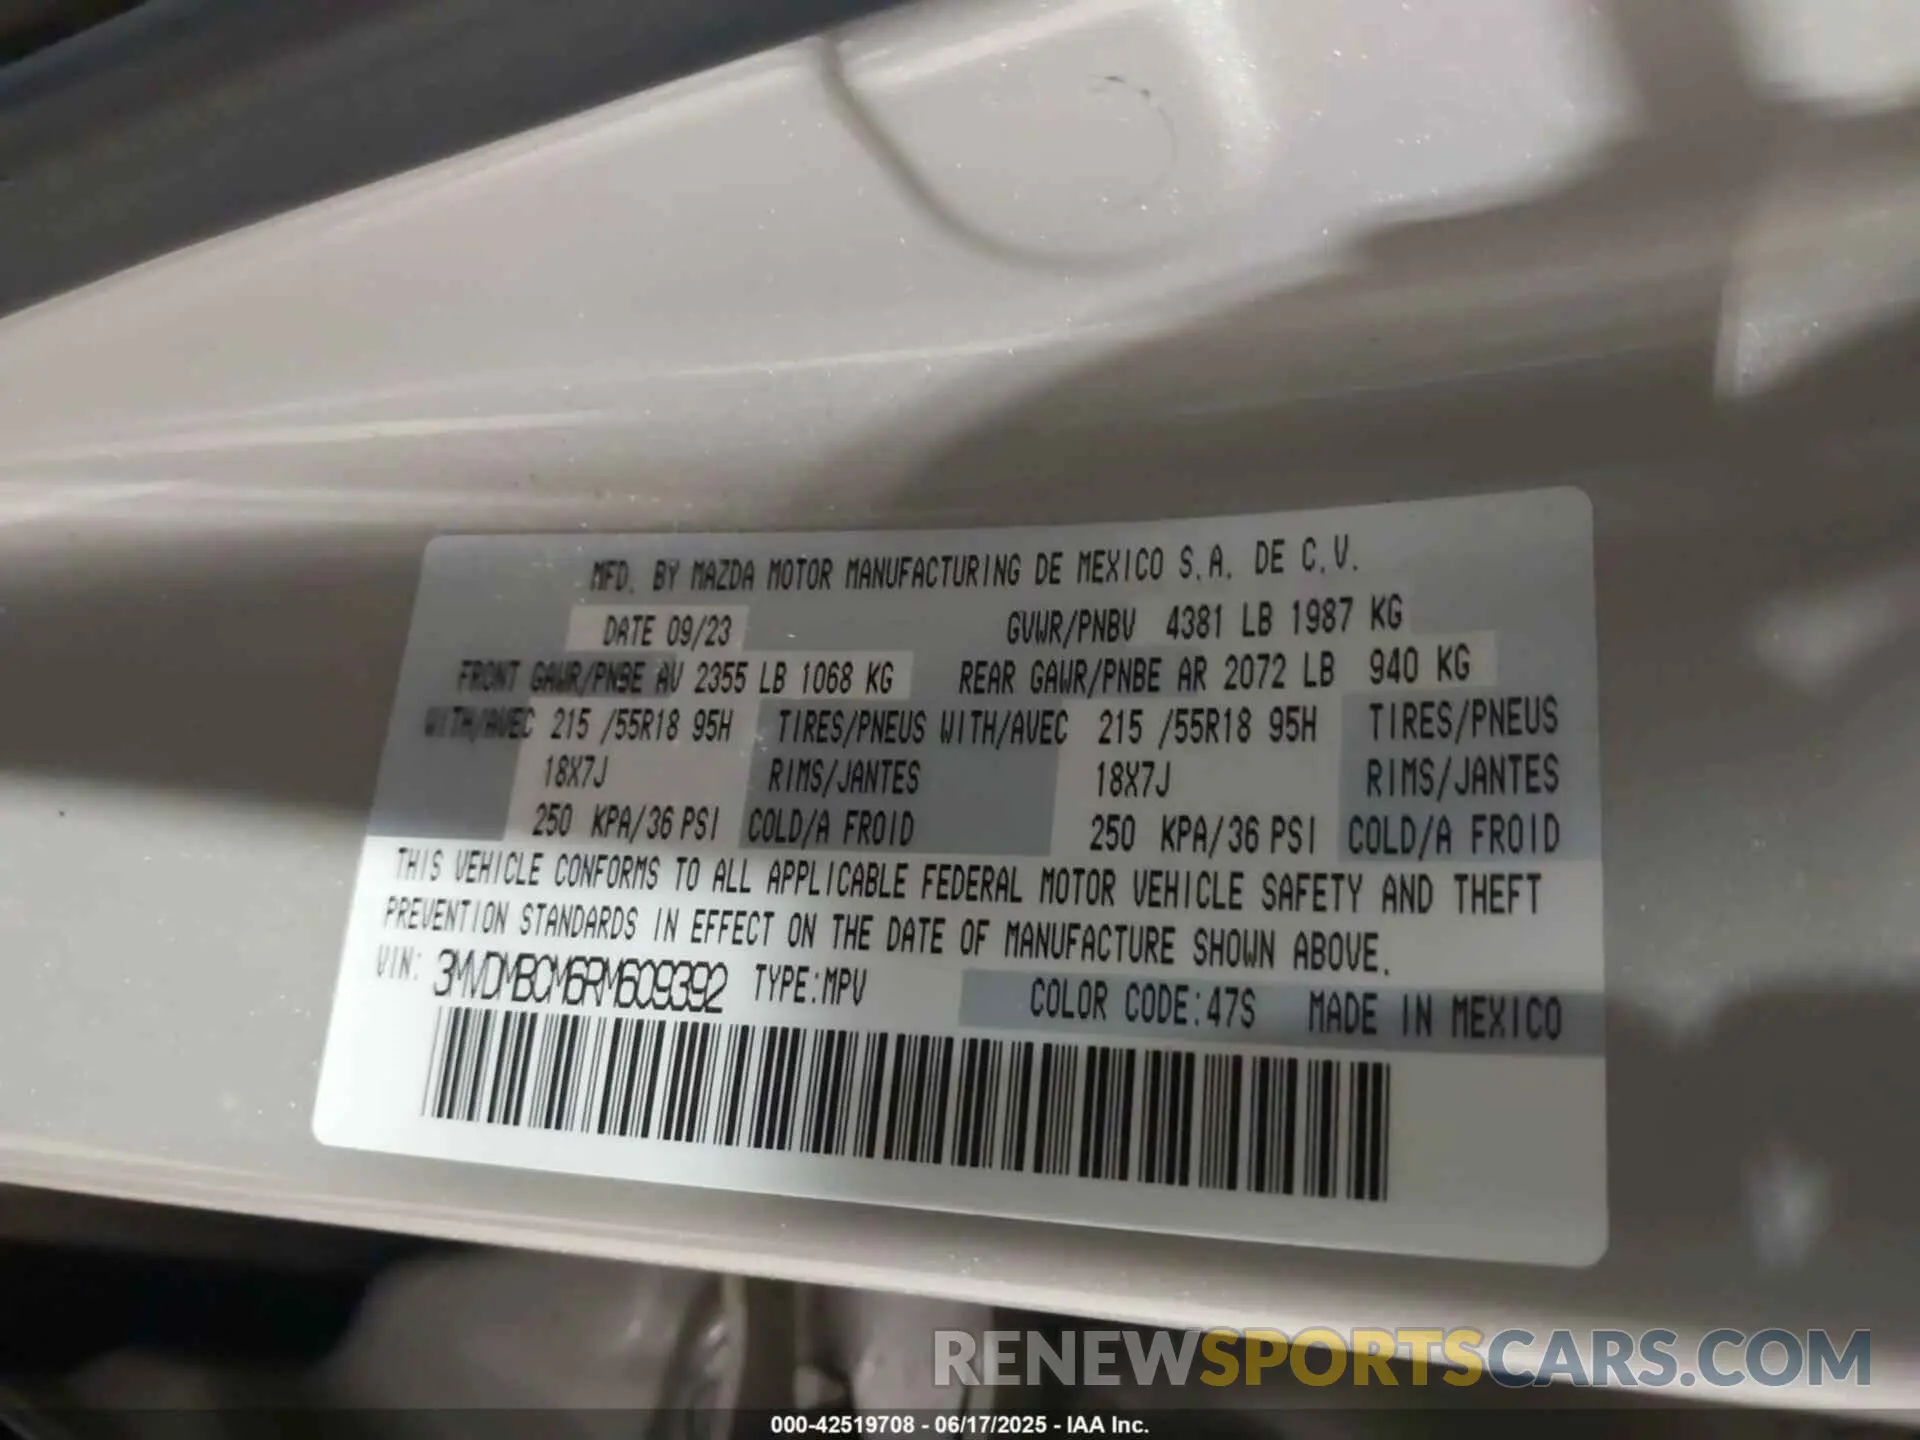 MFD. BY MAZDA MOTOR MANUFACTURING DE MEXICO S.A. DE C.V.
DATE 09/23 GVWR/PNBV 4381 LB 1987 KG
FRONT GAWR/PNBE AV 2355 LB 1068 KG REAR GAWR/PNBE AR 2072 LB 940 KG
WITH/AVEC 215 /55R18 95H TIRES/PNEUS WITH/AVEC 215 /55R18 95H TIRES/PNEUS
18X7J RIMS/JANTES 18X7J RIMS/JANTES
250 KPA/36 PSI COLD/A FROID 250 KPA/36 PSI COLD/A FROID
THIS VEHICLE CONFORMS TO ALL APPLICABLE FEDERAL MOTOR VEHICLE SAFETY AND THEFT
PREVENTION STANDARDS IN EFFECT ON THE DATE OF MANUFACTURE SHOWN ABOVE.
VIN: 3MVDMBCM6RM609392 TYPE:MPV COLOR CODE:47S MADE IN MEXICO
RENEWSPORTSCARS.COM
000-42519708 - 06/17/2025 - IAA Inc.